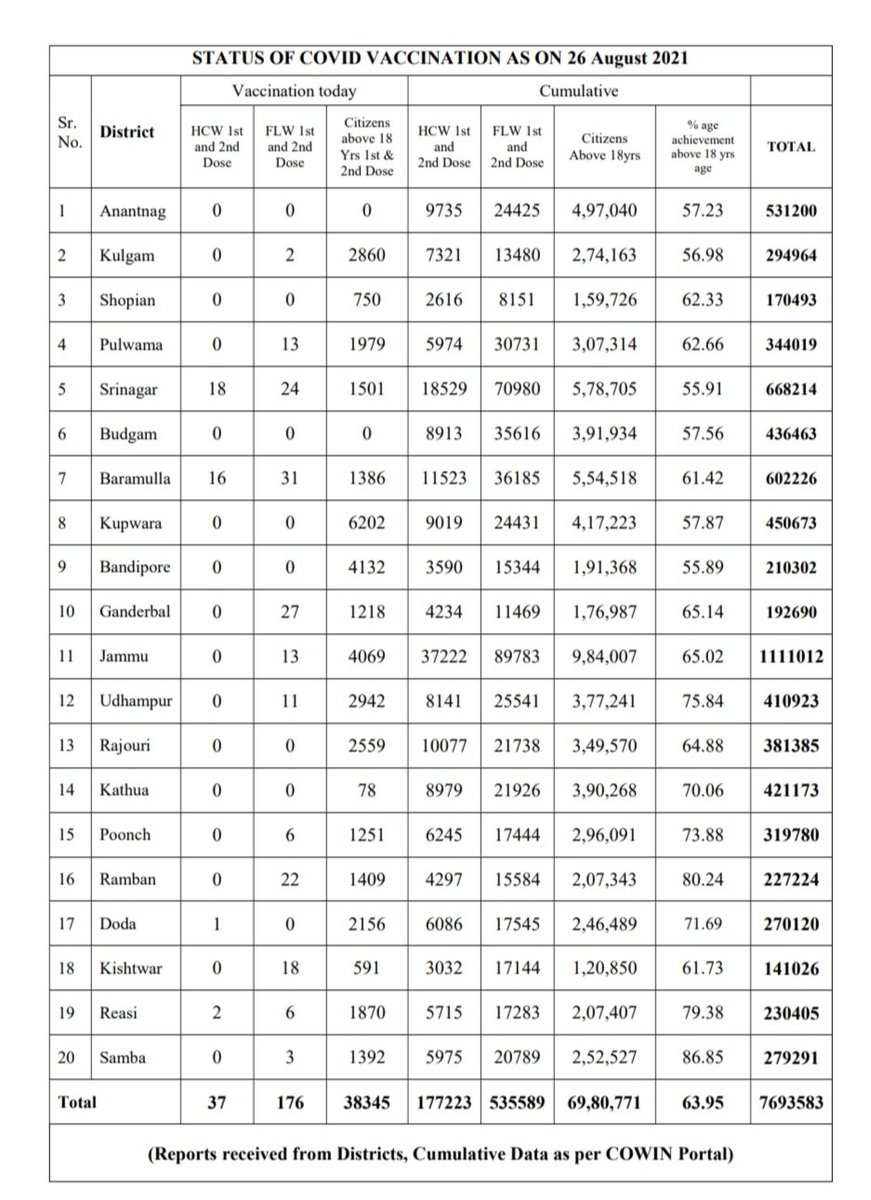 STATUS OF COVID VACCINATION AS ON 26 August 2021
Vaccination today Cumulative
Sr. No. District HCW 1st and 2nd Dose FLW 1st and 2nd Dose Citizens above 18 Yrs 1st & 2nd Dose HCW 1st and 2nd Dose FLW 1st and 2nd Dose Citizens Above 18yrs % age achievement above 18 yrs age TOTAL
1 Anantnag 0 0 0 9735 24425 4,97,040 57.23 531200
2 Kulgam 0 2 2860 7321 13480 2,74,163 56.98 294964
3 Shopian 0 0 750 2616 8151 1,59,726 62.33 170493
4 Pulwama 0 13 1979 5974 30731 3,07,314 62.66 344019
5 Srinagar 18 24 1501 18529 70980 5,78,705 55.91 668214
6 Budgam 0 0 0 8913 35616 3,91,934 57.56 436463
7 Baramulla 16 31 1386 11523 36185 5,54,518 61.42 602226
8 Kupwara 0 0 6202 9019 24431 4,17,223 57.87 450673
9 Bandipore 0 0 4132 3590 15344 1,91,368 55.89 210302
10 Ganderbal 0 27 1218 4234 11469 1,76,987 65.14 192690
11 Jammu 0 13 4069 37222 89783 9,84,007 65.02 1111012
12 Udhampur 0 11 2942 8141 25541 3,77,241 75.84 410923
13 Rajouri 0 0 2559 10077 21738 3,49,570 64.88 381385
14 Kathua 0 0 78 8979 21926 3,90,268 70.06 421173
15 Poonch 0 6 1251 6245 17444 2,96,091 73.88 319780
16 Ramban 0 22 1409 4297 15584 2,07,343 80.24 227224
17 Doda 1 0 2156 6086 17545 2,46,489 71.69 270120
18 Kishtwar 0 18 591 3032 17144 1,20,850 61.73 141026
19 Reasi 2 6 1870 5715 17283 2,07,407 79.38 230405
20 Samba 0 3 1392 5975 20789 2,52,527 86.85 279291
Total 37 176 38345 177223 535589 69,80,771 63.95 7693583
(Reports received from Districts, Cumulative Data as per COWIN Portal)